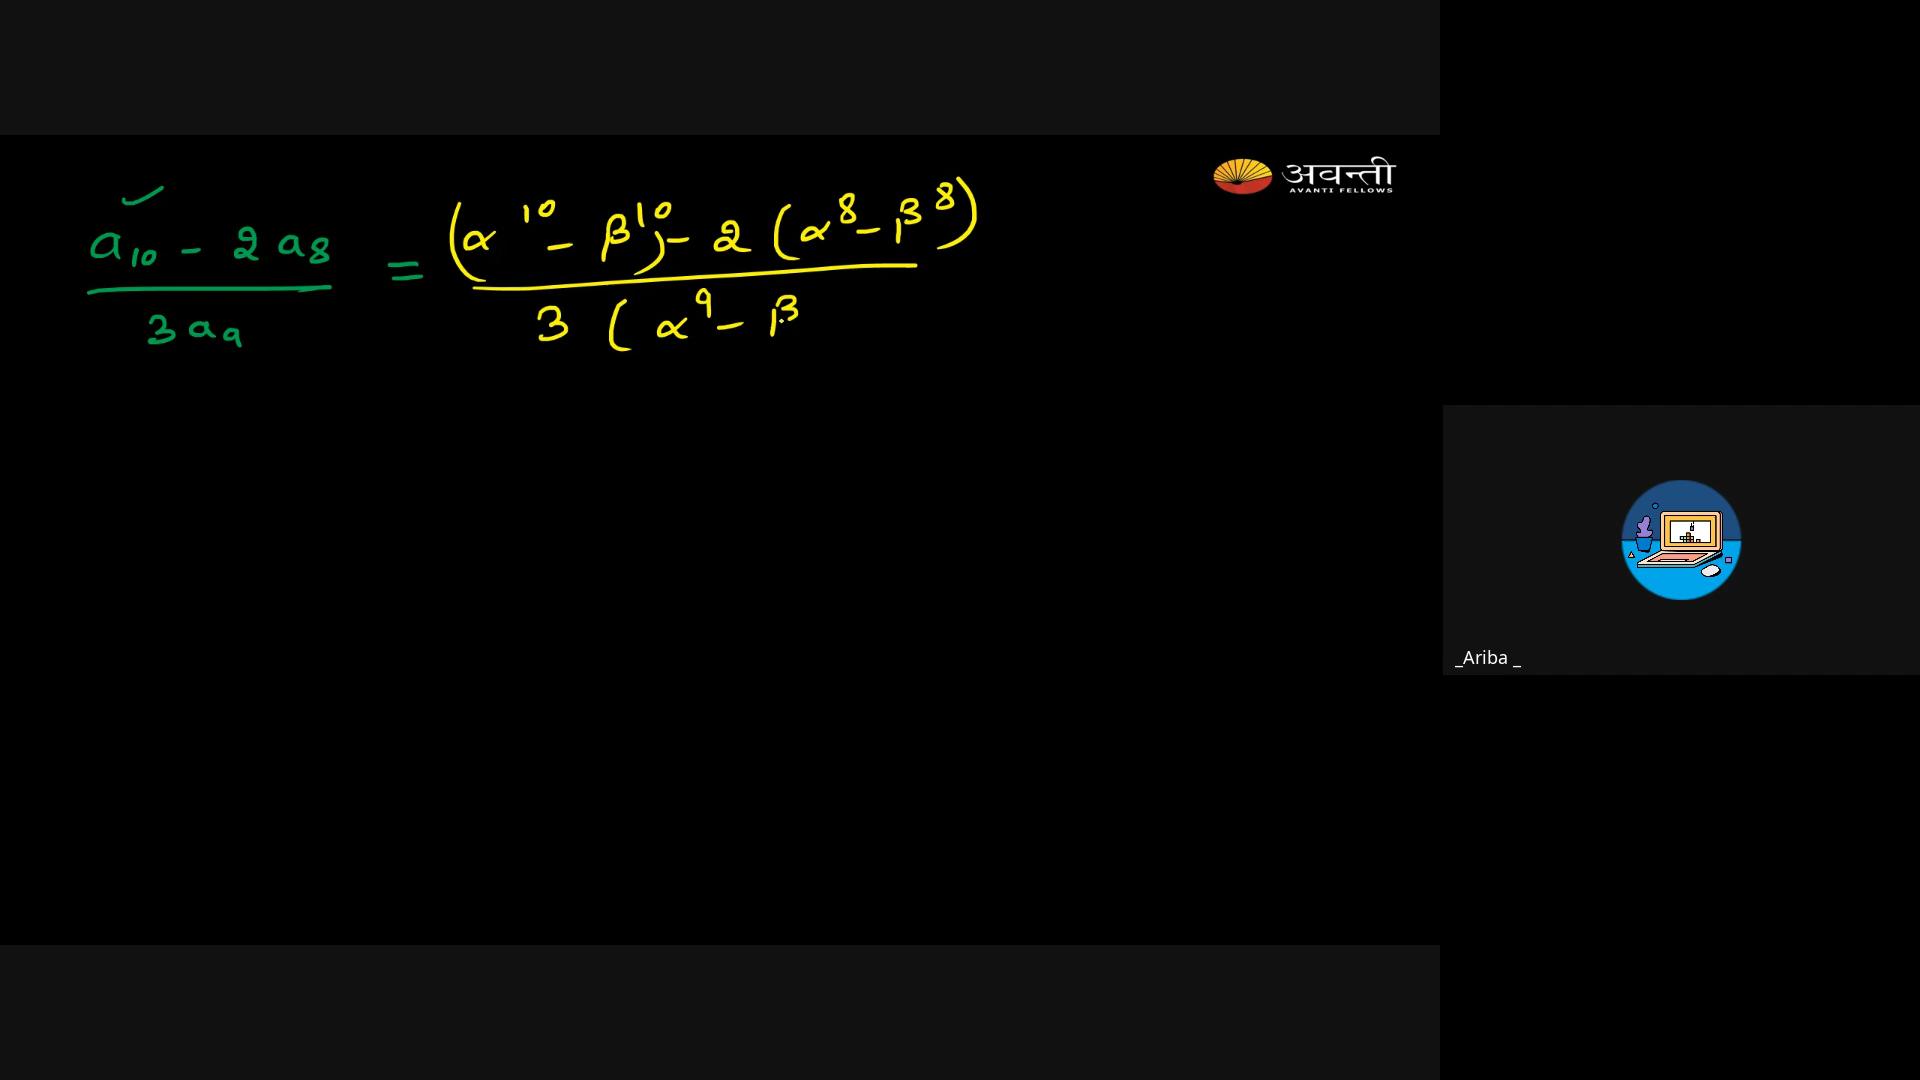 अवन्ती
AVANTI FELLOWS
a₁₀ - 2a₈ / 3a₉ = (α¹⁰ - β¹⁰) - 2(α⁸ - β⁸) / 3(α⁹ - β
_Ariba _